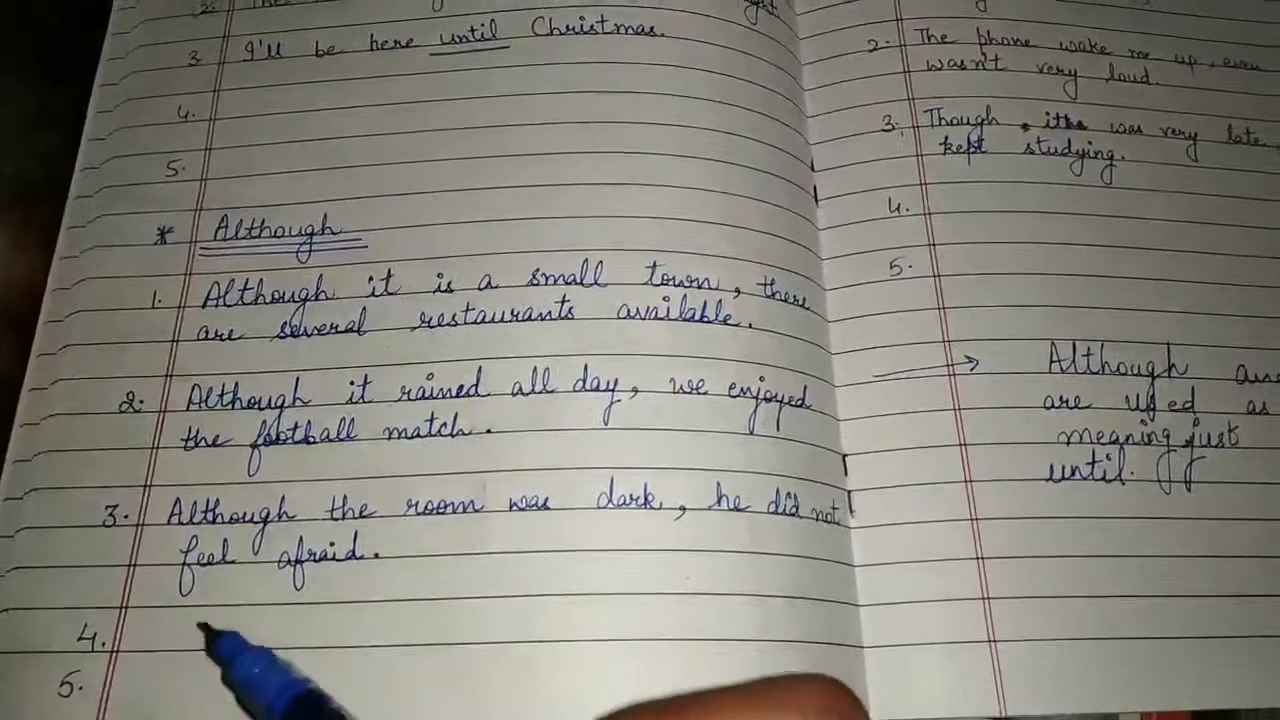 3 I'll be here until Christmas.
4.
5.
* Although
1. Although it is a small town, there
are several restaurants available.
2. Although it rained all day, we enjoyed
the football match.
3. Although the room was dark, he did not
feel afraid.
4.
5.
2. The phone woke me up, even
wasn't very loud.
3. Though it was very late,
kept studying.
4.
5.
→ Although
are used as
meaning just
until.